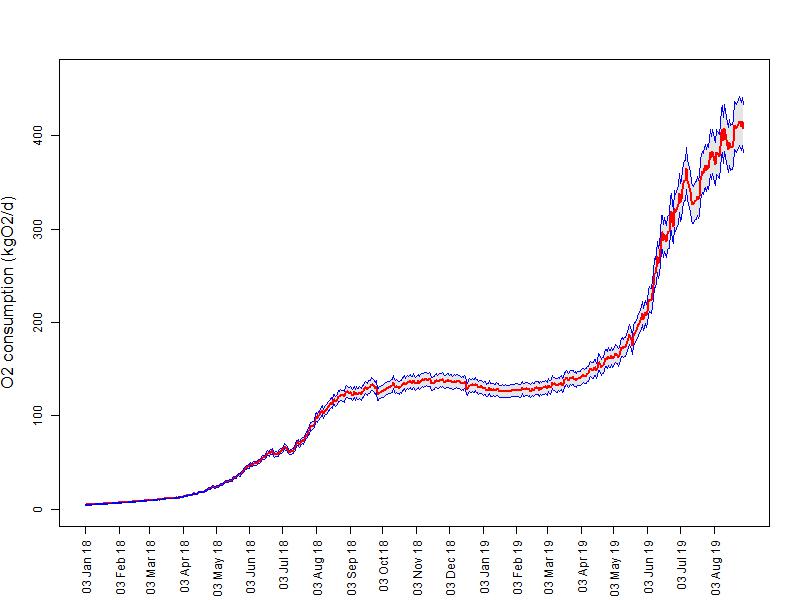 O2 consumption (kgO2/d)
400
300
200
100
0
03 Jan 18
03 Feb 18
03 Mar 18
03 Apr 18
03 May 18
03 Jun 18
03 Jul 18
03 Aug 18
03 Sep 18
03 Oct 18
03 Nov 18
03 Dec 18
03 Jan 19
03 Feb 19
03 Mar 19
03 Apr 19
03 May 19
03 Jun 19
03 Jul 19
03 Aug 19